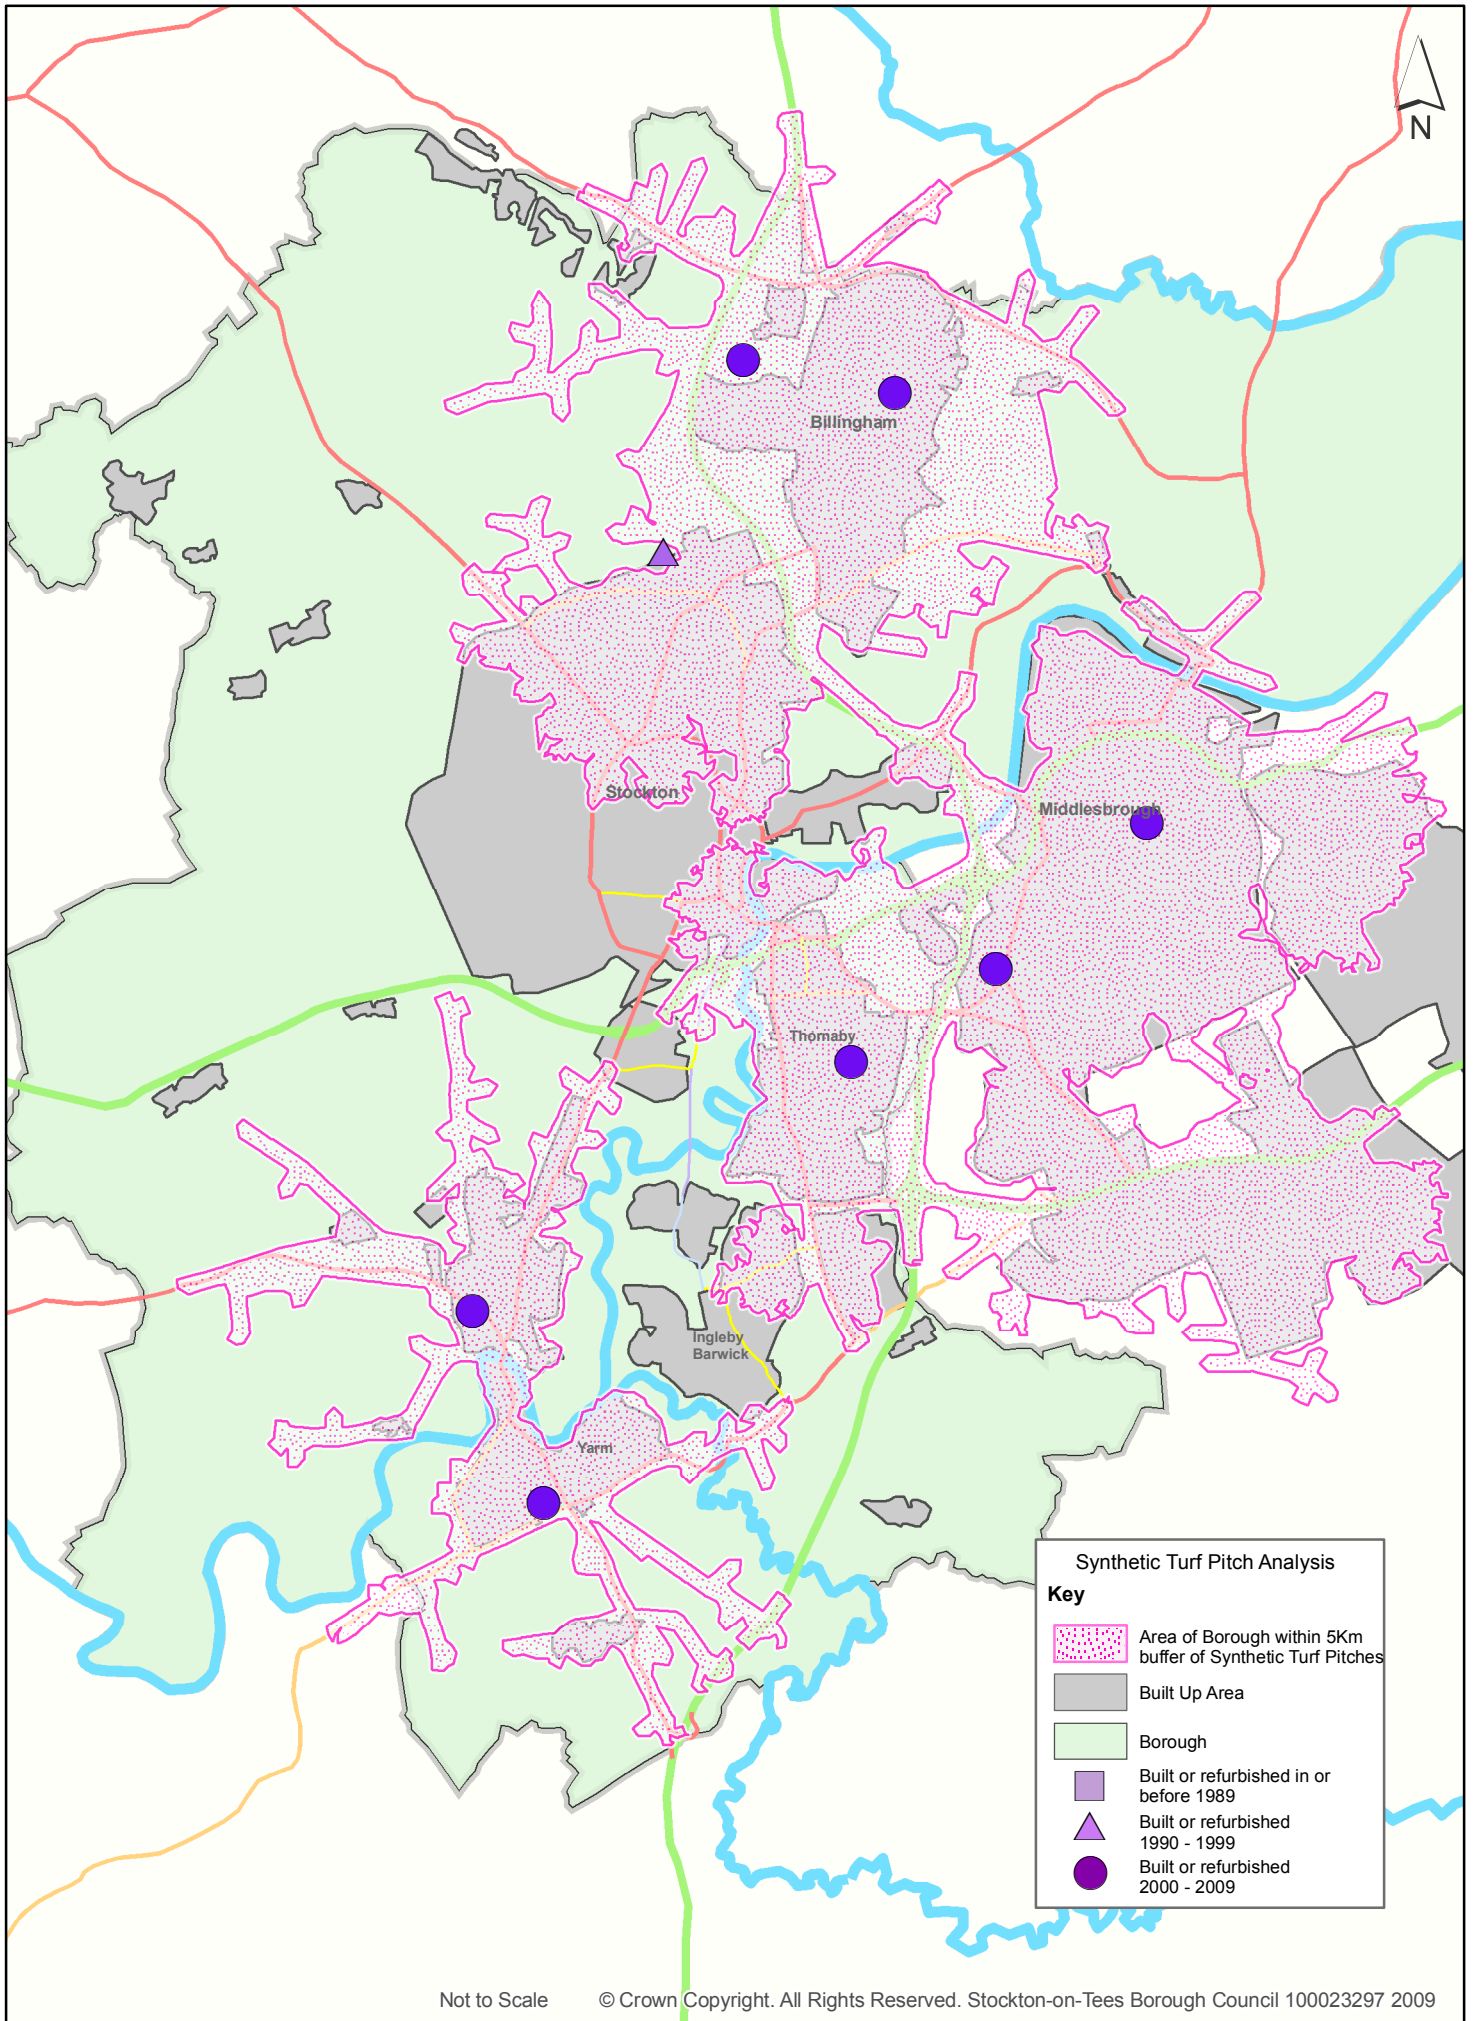 N
Billingham
Stockton
Middlesbrough
Thornaby
Ingleby
Barwick
Yarm
Synthetic Turf Pitch Analysis
Key
Area of Borough within 5Km
buffer of Synthetic Turf Pitches
Built Up Area
Borough
Built or refurbished in or
before 1989
Built or refurbished
1990 - 1999
Built or refurbished
2000 - 2009
Not to Scale © Crown Copyright. All Rights Reserved. Stockton-on-Tees Borough Council 100023297 2009